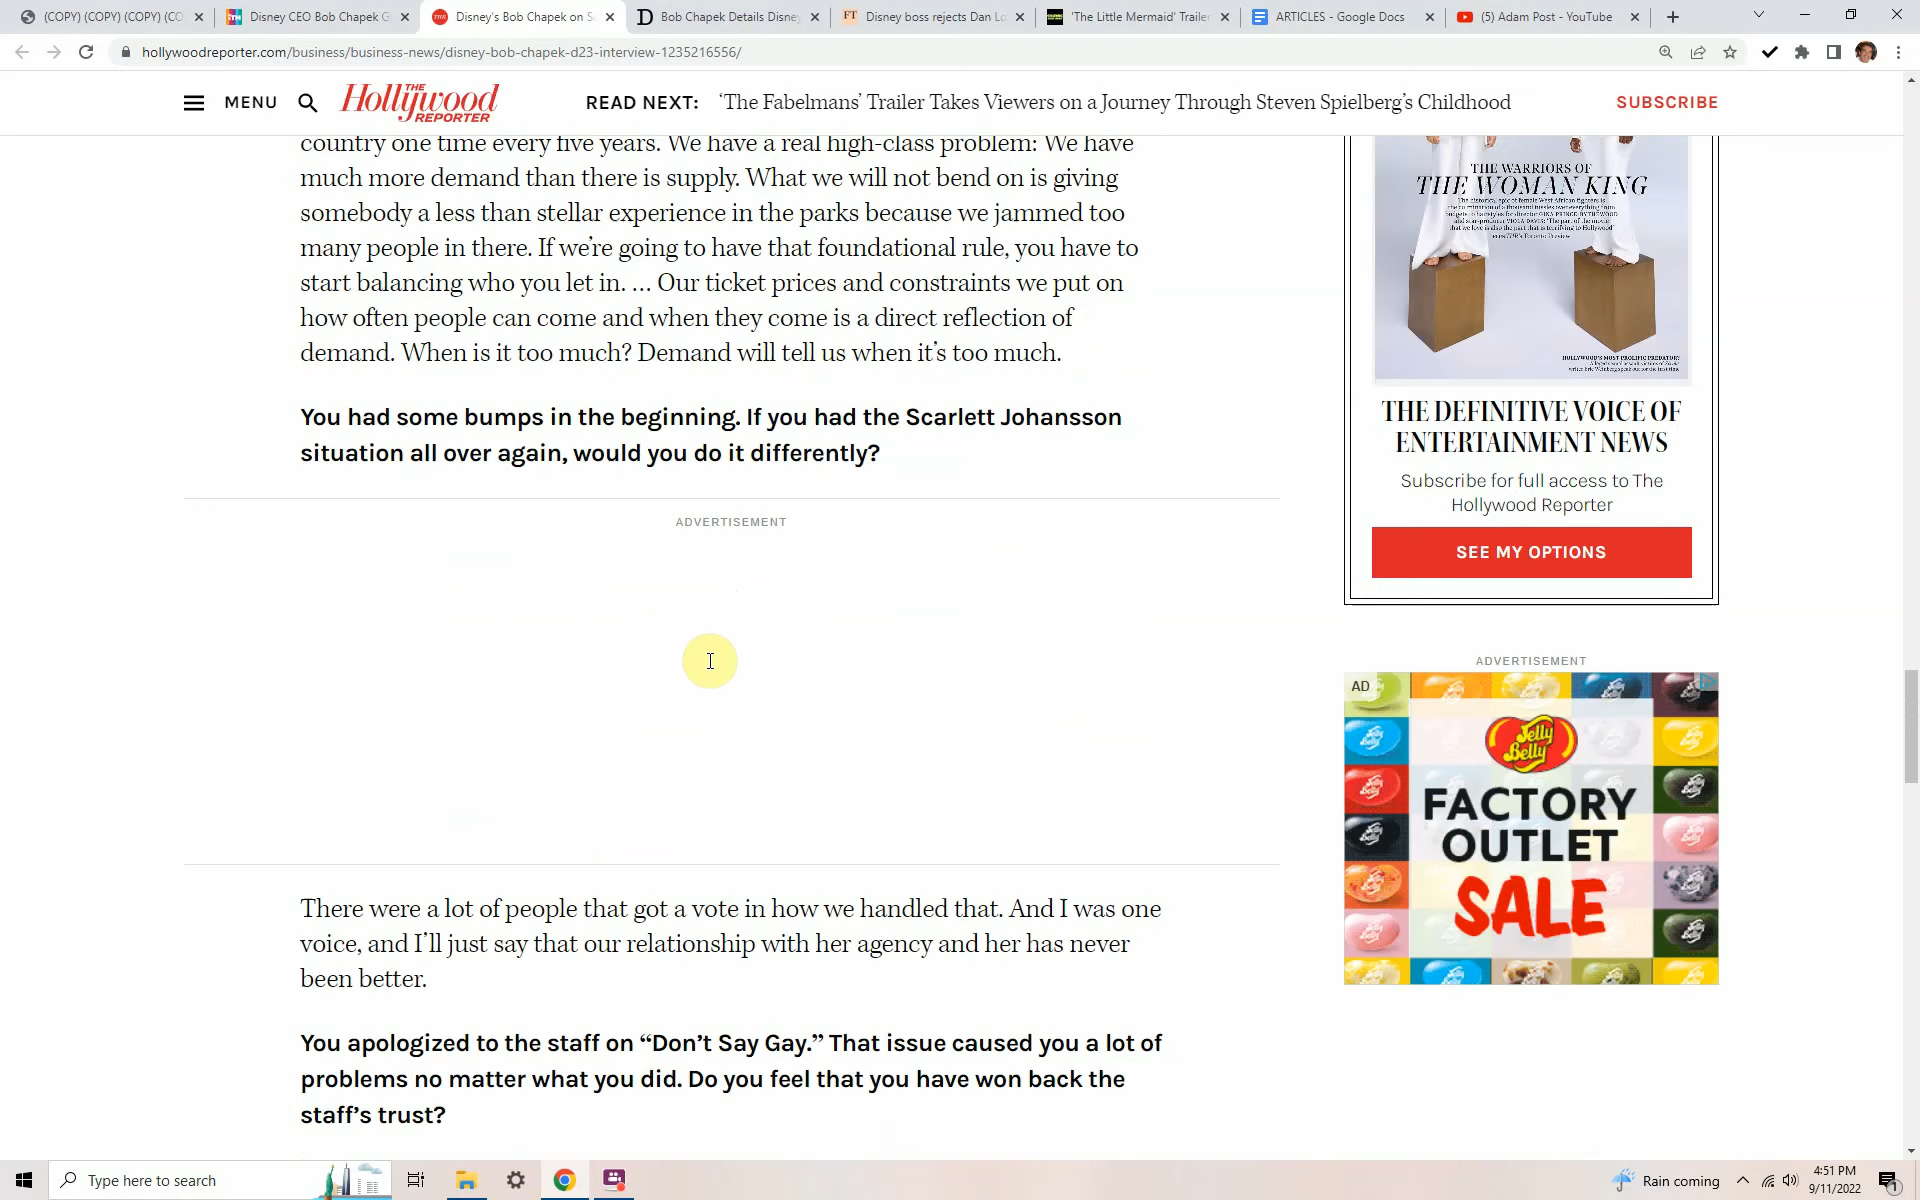 (COPY) (COPY) (COPY) (CO
Disney CEO Bob Chapek G
Disney's Bob Chapek on S
Bob Chapek Details Disney
Disney boss rejects Dan Lo
'The Little Mermaid' Trailer
ARTICLES - Google Docs
(5) Adam Post - YouTube
hollywoodreporter.com/business/business-news/disney-bob-chapek-d23-interview-1235216556/
MENU
THE
Hollywood
REPORTER
READ NEXT: 'The Fabelmans' Trailer Takes Viewers on a Journey Through Steven Spielberg's Childhood
SUBSCRIBE
country one time every five years. We have a real high-class problem: We have
much more demand than there is supply. What we will not bend on is giving
somebody a less than stellar experience in the parks because we jammed too
many people in there. If we're going to have that foundational rule, you have to
start balancing who you let in. … Our ticket prices and constraints we put on
how often people can come and when they come is a direct reflection of
demand. When is it too much? Demand will tell us when it's too much.
You had some bumps in the beginning. If you had the Scarlett Johansson
situation all over again, would you do it differently?
ADVERTISEMENT
There were a lot of people that got a vote in how we handled that. And I was one
voice, and I'll just say that our relationship with her agency and her has never
been better.
You apologized to the staff on “Don't Say Gay.” That issue caused you a lot of
problems no matter what you did. Do you feel that you have won back the
staff's trust?
THE WARRIORS OF
THE WOMAN KING
THE DEFINITIVE VOICE OF
ENTERTAINMENT NEWS
Subscribe for full access to The
Hollywood Reporter
SEE MY OPTIONS
ADVERTISEMENT
AD
Jelly
Belly
FACTORY
OUTLET
SALE
Type here to search
Rain coming
4:51 PM
9/11/2022
1